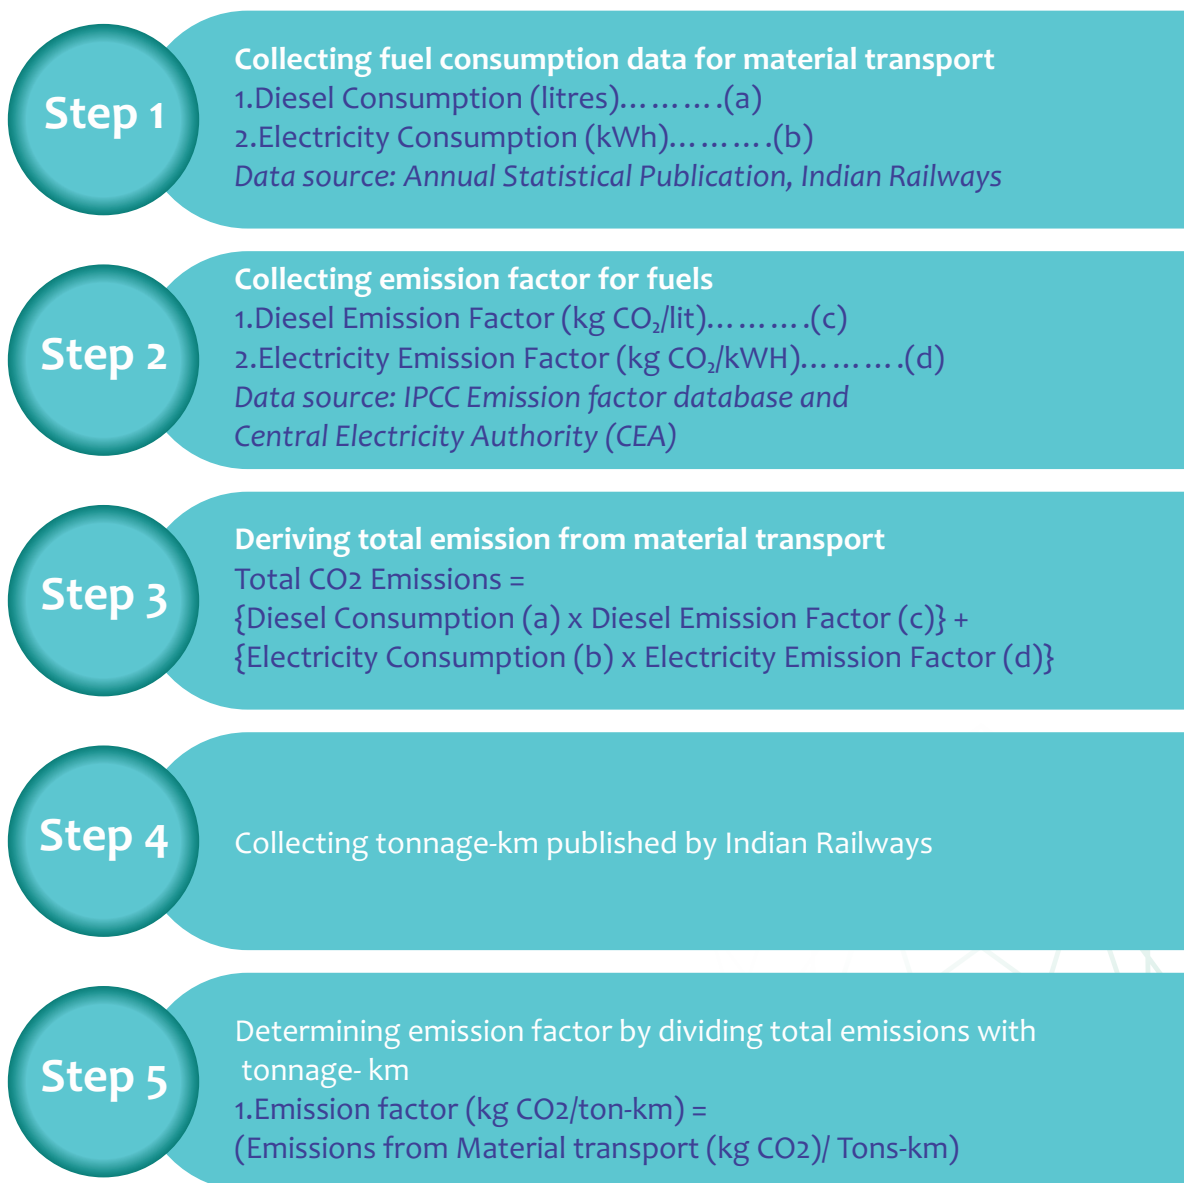 Step 1
Collecting fuel consumption data for material transport
1.Diesel Consumption (litres)……….(a)
2.Electricity Consumption (kWh)……….(b)
Data source: Annual Statistical Publication, Indian Railways
Step 2
Collecting emission factor for fuels
1.Diesel Emission Factor (kg CO₂/lit)……….(c)
2.Electricity Emission Factor (kg CO₂/kWH)……….(d)
Data source: IPCC Emission factor database and
Central Electricity Authority (CEA)
Step 3
Deriving total emission from material transport
Total CO2 Emissions =
{Diesel Consumption (a) x Diesel Emission Factor (c)} +
{Electricity Consumption (b) x Electricity Emission Factor (d)}
Step 4
Collecting tonnage-km published by Indian Railways
Step 5
Determining emission factor by dividing total emissions with
tonnage- km
1.Emission factor (kg CO2/ton-km) =
(Emissions from Material transport (kg CO2)/ Tons-km)